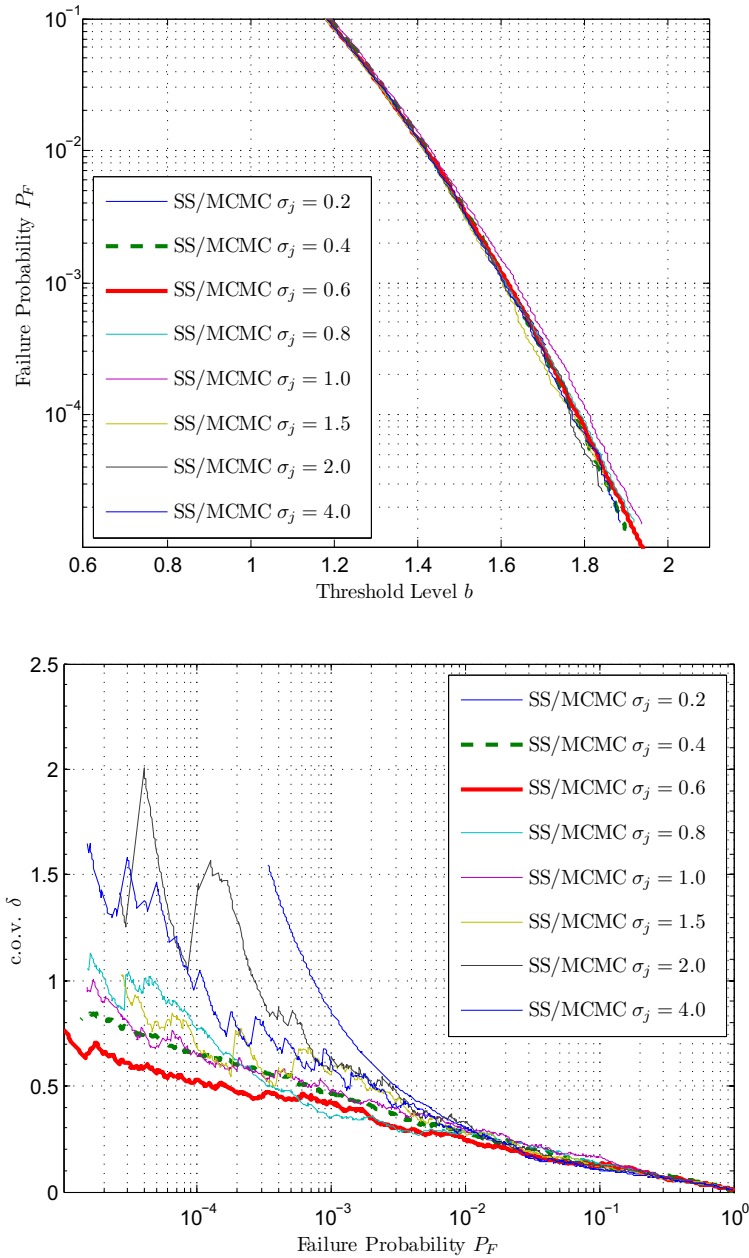 10^{-1}
10^{-2}
10^{-3}
10^{-4}
Failure Probability P_F
SS/MCMC σ_j = 0.2
SS/MCMC σ_j = 0.4
SS/MCMC σ_j = 0.6
SS/MCMC σ_j = 0.8
SS/MCMC σ_j = 1.0
SS/MCMC σ_j = 1.5
SS/MCMC σ_j = 2.0
SS/MCMC σ_j = 4.0
0.6 0.8 1 1.2 1.4 1.6 1.8 2
Threshold Level b
2.5
2
1.5
1
0.5
0
c.o.v. δ
SS/MCMC σ_j = 0.2
SS/MCMC σ_j = 0.4
SS/MCMC σ_j = 0.6
SS/MCMC σ_j = 0.8
SS/MCMC σ_j = 1.0
SS/MCMC σ_j = 1.5
SS/MCMC σ_j = 2.0
SS/MCMC σ_j = 4.0
10^{-4} 10^{-3} 10^{-2} 10^{-1} 10^{0}
Failure Probability P_F